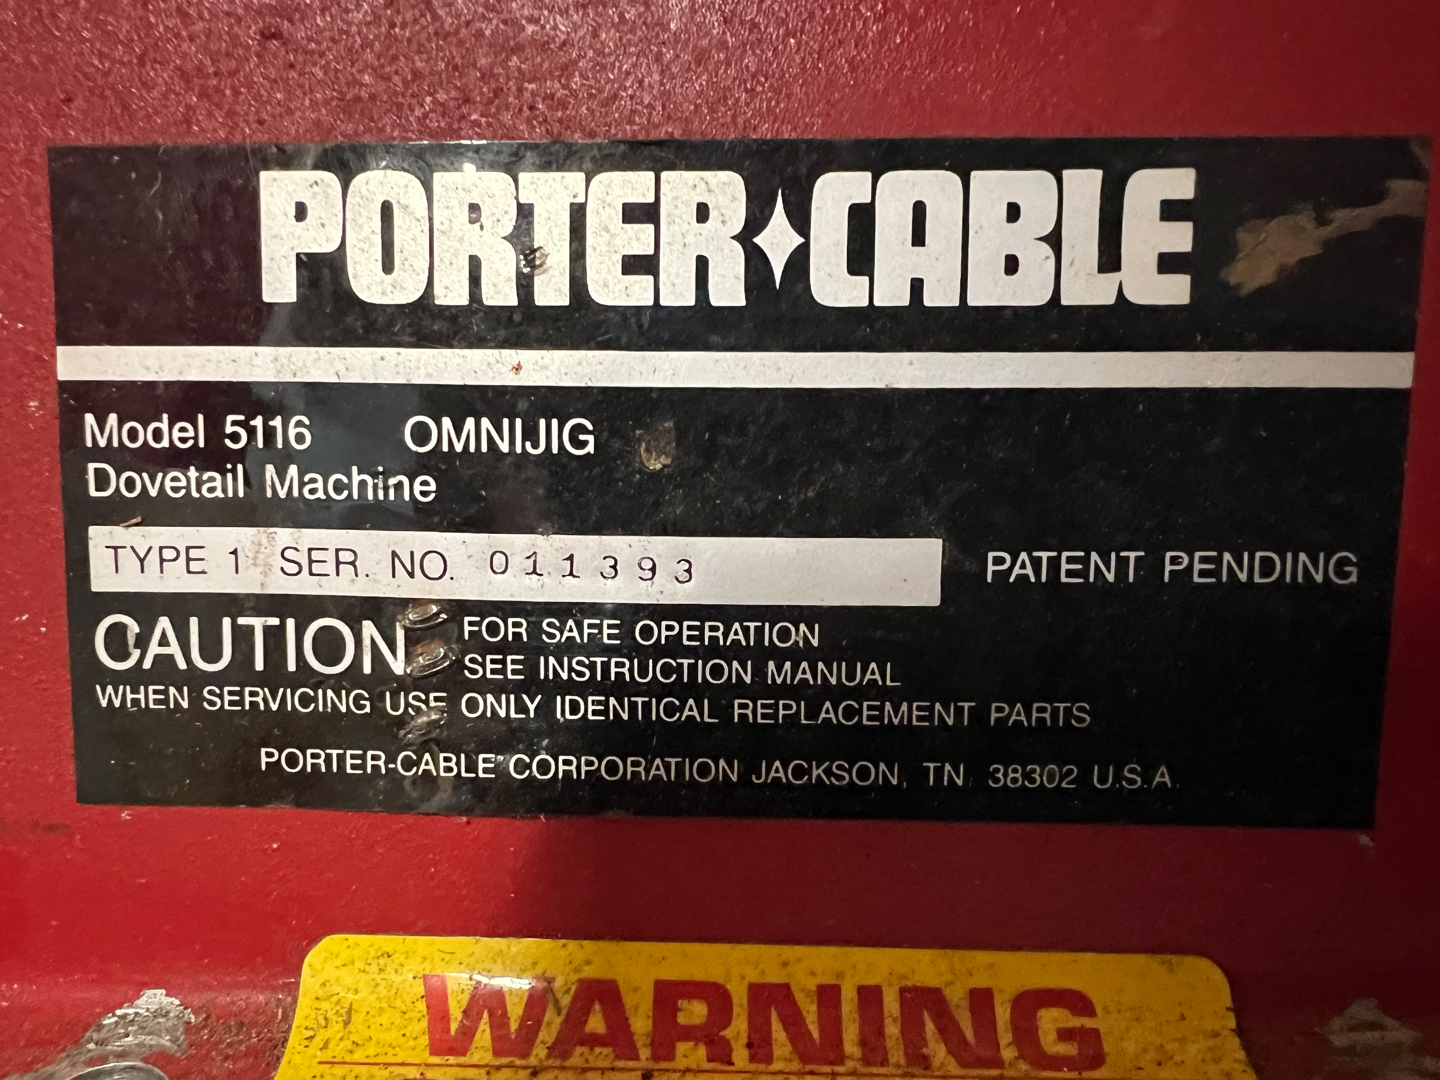 PORTER CABLE
Model 5116 OMNIJIG
Dovetail Machine
TYPE 1 SER. NO. 011393
PATENT PENDING
CAUTION FOR SAFE OPERATION
SEE INSTRUCTION MANUAL
WHEN SERVICING USE ONLY IDENTICAL REPLACEMENT PARTS
PORTER-CABLE CORPORATION JACKSON, TN 38302 U.S.A.
WARNING